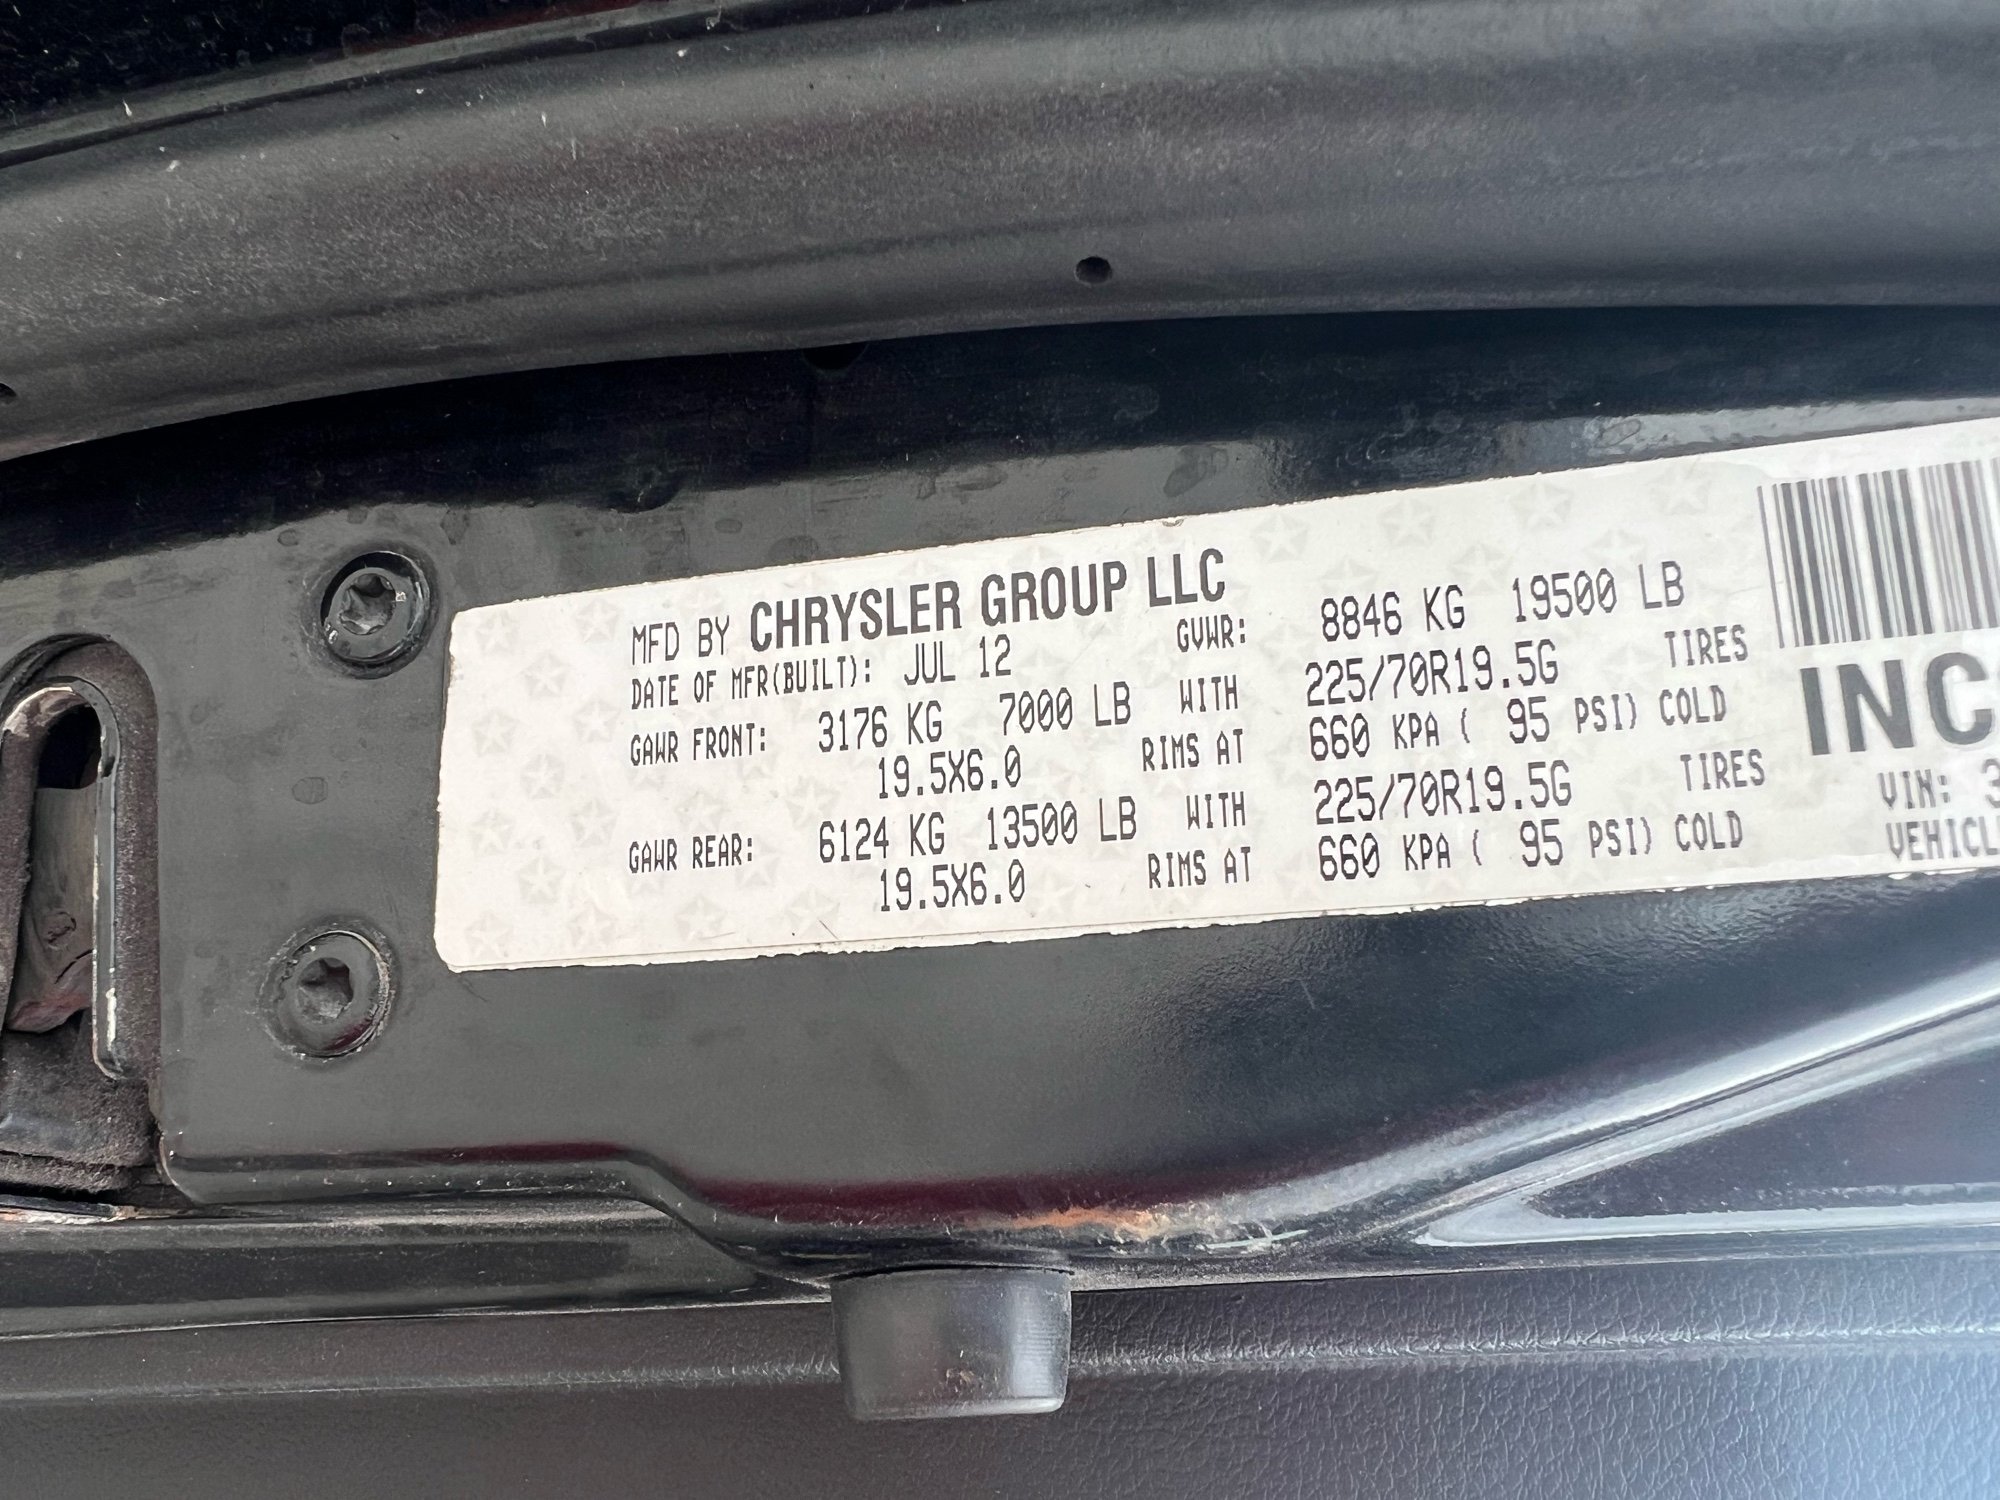 MFD BY CHRYSLER GROUP LLC
DATE OF MFR(BUILT): JUL 12 GVWR: 8846 KG 19500 LB
GAWR FRONT: 3176 KG 7000 LB WITH 225/70R19.5G TIRES
19.5X6.0 RIMS AT 660 KPA ( 95 PSI) COLD
GAWR REAR: 6124 KG 13500 LB WITH 225/70R19.5G TIRES
19.5X6.0 RIMS AT 660 KPA ( 95 PSI) COLD
INC
VIN: 3
VEHICL